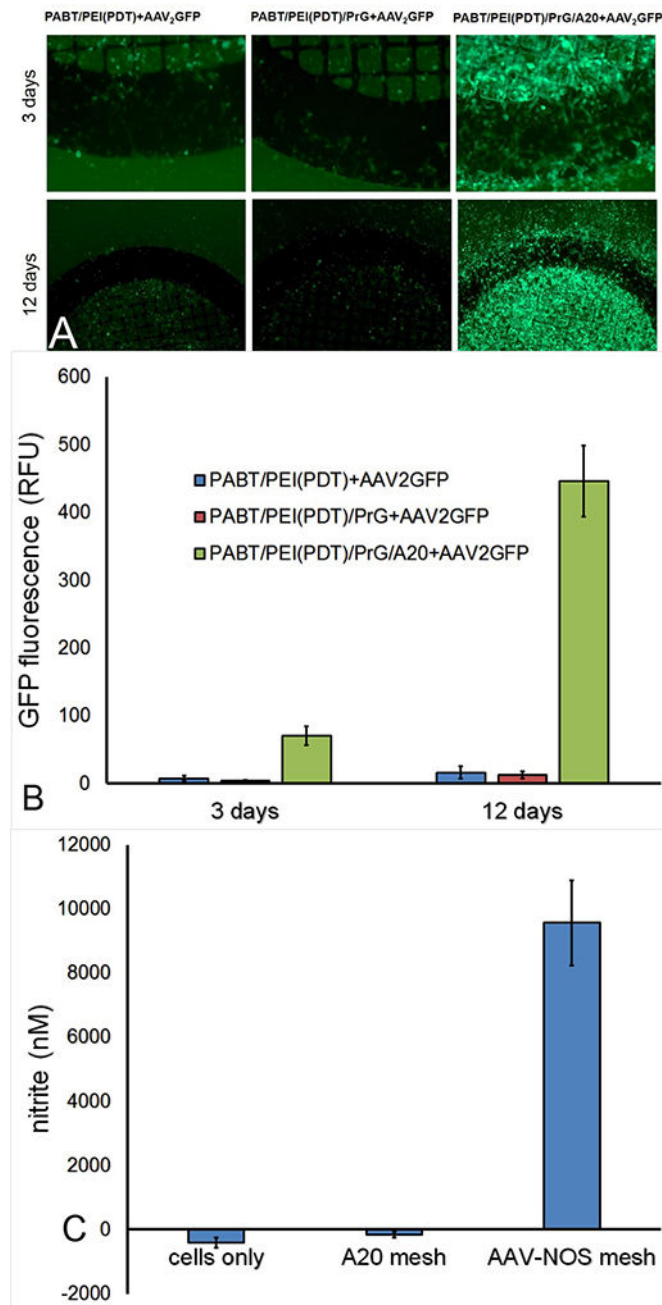 PABT/PEI(PDT)+AAV₂GFP PABT/PEI(PDT)/PrG+AAV₂GFP PABT/PEI(PDT)/PrG/A20+AAV₂GFP
3 days
12 days
A
600
500
400
300
200
100
0
GFP fluorescence (RFU)
PABT/PEI(PDT)+AAV2GFP
PABT/PEI(PDT)/PrG+AAV2GFP
PABT/PEI(PDT)/PrG/A20+AAV2GFP
B
3 days 12 days
12000
10000
8000
6000
4000
2000
0
-2000
nitrite (nM)
C
cells only A20 mesh AAV-NOS mesh